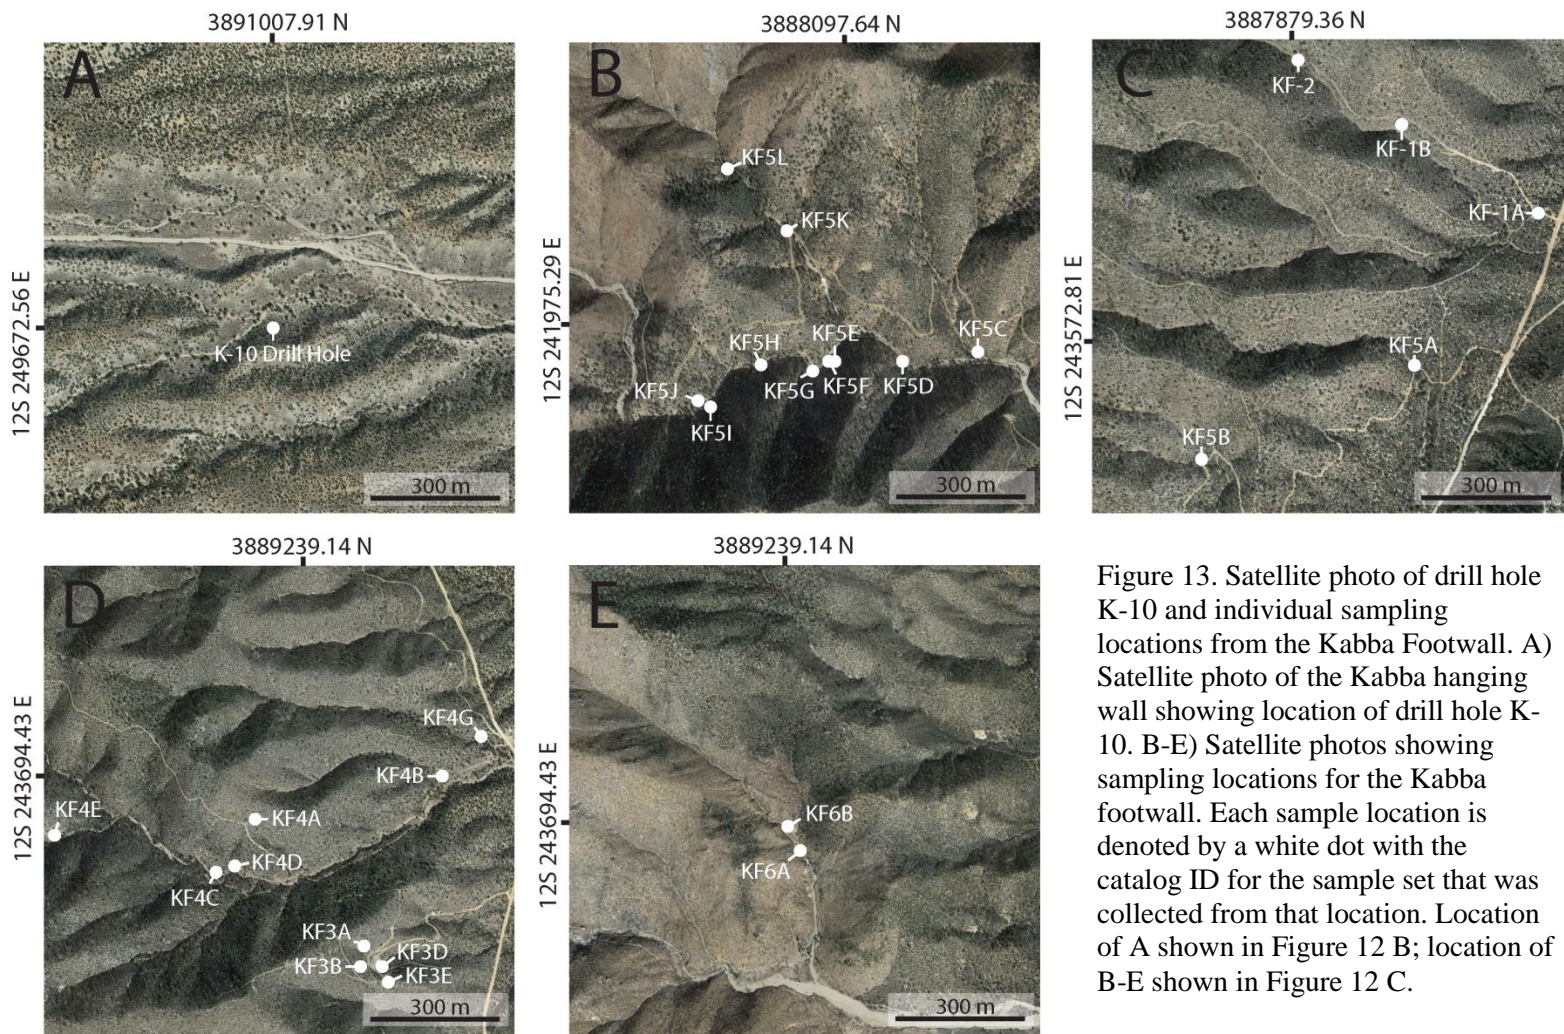 3891007.91 N
A
12S 249672.56 E
K-10 Drill Hole
300 m
3888097.64 N
B
12S 241975.29 E
KF5L
KF5K
KF5C
KF5E
KF5H
KF5G
KF5F
KF5D
KF5J
KF5I
300 m
3887879.36 N
C
12S 243572.81 E
KF-2
KF-1B
KF-1A
KF5A
KF5B
300 m
3889239.14 N
D
12S 243694.43 E
KF4G
KF4B
KF4E
KF4A
KF4D
KF4C
KF3A
KF3D
KF3B
KF3E
300 m
3889239.14 N
E
12S 243694.43 E
KF6B
KF6A
300 m
Figure 13. Satellite photo of drill hole
K-10 and individual sampling
locations from the Kabba Footwall. A)
Satellite photo of the Kabba hanging
wall showing location of drill hole K-
10. B-E) Satellite photos showing
sampling locations for the Kabba
footwall. Each sample location is
denoted by a white dot with the
catalog ID for the sample set that was
collected from that location. Location
of A shown in Figure 12 B; location of
B-E shown in Figure 12 C.